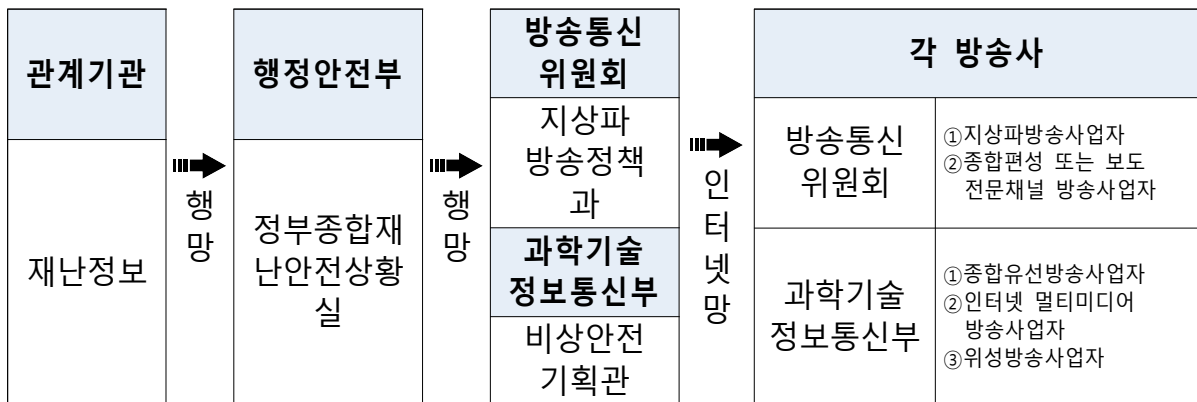 관계기관
재난정보
행
망
행정안전부
정부종합재
난안전상황
실
행
망
방송통신
위원회
지상파
방송정책
과
과학기술
정보통신부
비상안전
기획관
인
터
넷
망
각 방송사
방송통신
위원회
①지상파방송사업자
②종합편성 또는 보도
전문채널 방송사업자
과학기술
정보통신부
①종합유선방송사업자
②인터넷 멀티미디어
방송사업자
③위성방송사업자